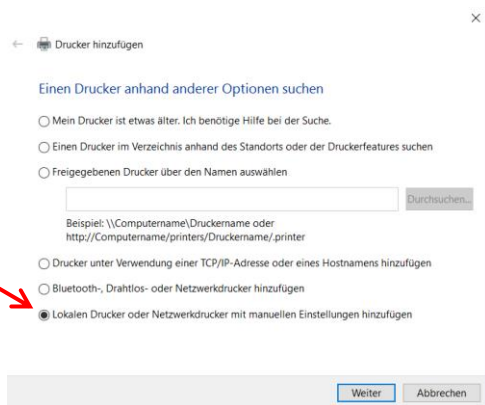 Drucker hinzufügen
Einen Drucker anhand anderer Optionen suchen
Mein Drucker ist etwas älter. Ich benötige Hilfe bei der Suche.
Einen Drucker im Verzeichnis anhand des Standorts oder der Druckerfeatures suchen
Freigegebenen Drucker über den Namen auswählen
Durchsuchen...
Beispiel: \\Computername\Druckername oder
http://Computername/printers/Druckername/.printer
Drucker unter Verwendung einer TCP/IP-Adresse oder eines Hostnamens hinzufügen
Bluetooth-, Drahtlos- oder Netzwerkdrucker hinzufügen
Lokalen Drucker oder Netzwerkdrucker mit manuellen Einstellungen hinzufügen
Weiter Abbrechen